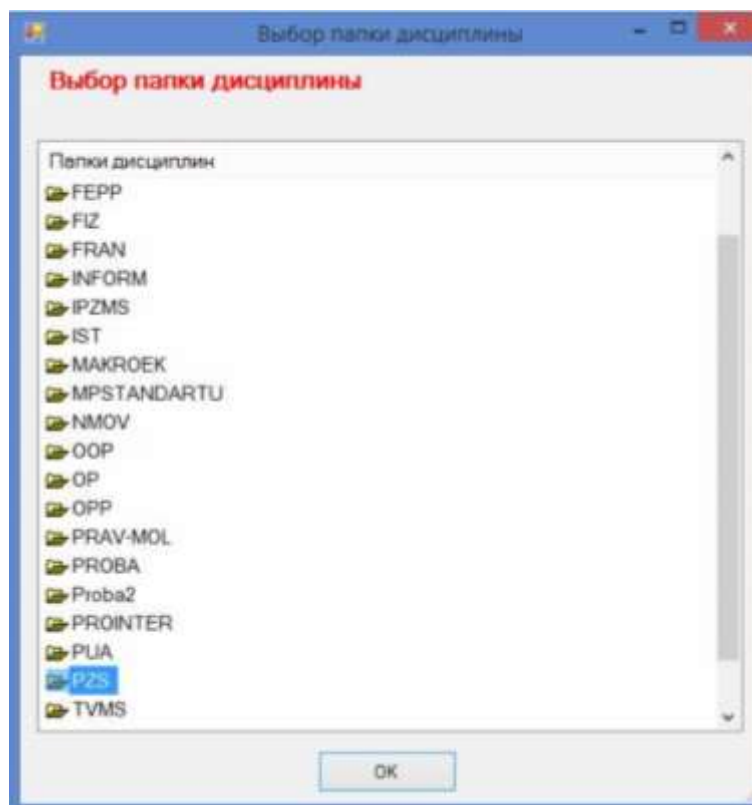 Выбор папки дисциплины
Выбор папки дисциплины
Папки дисциплин
FEPP
FIZ
FRAN
INFORM
IPZMS
IST
MAKROEK
MPSTANDARTU
NMOV
OOP
OP
OPP
PRAV-MOL
PROBA
Proba2
PROINTER
PUA
PZS
TVMS
OK